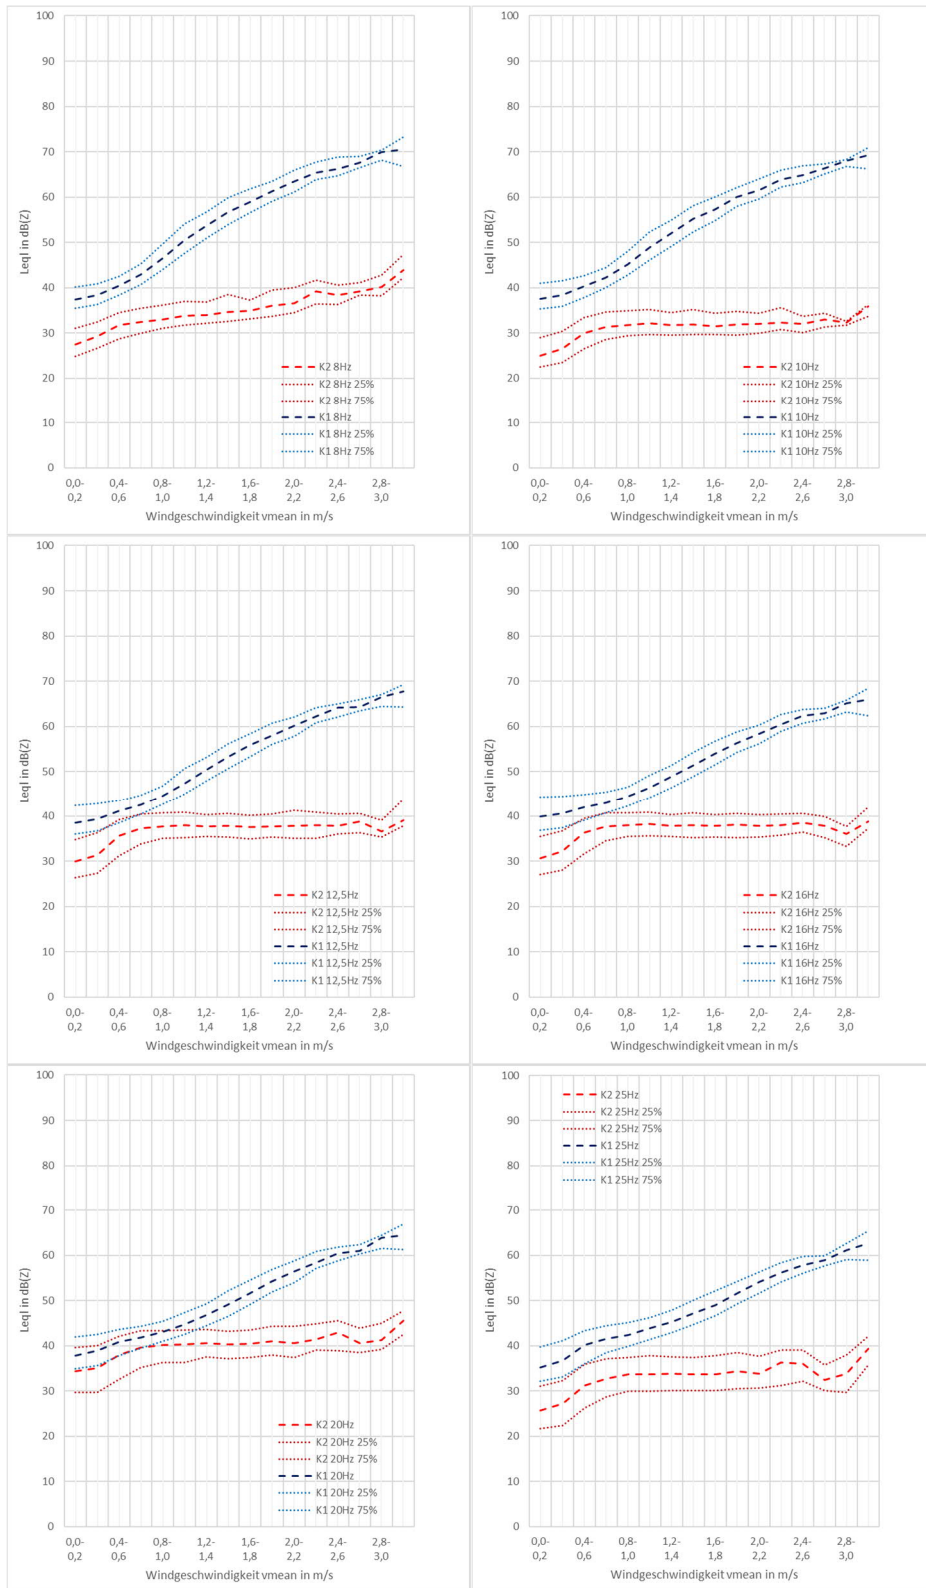 100
90
80
70
60
50
40
30
20
10
0
LeqI in dB(Z)
K2 8Hz
K2 8Hz 25%
K2 8Hz 75%
K1 8Hz
K1 8Hz 25%
K1 8Hz 75%
0,0- 0,4- 0,8- 1,2- 1,6- 2,0- 2,4- 2,8-
0,2 0,6 1,0 1,4 1,8 2,2 2,6 3,0
Windgeschwindigkeit vmean in m/s
100
90
80
70
60
50
40
30
20
10
0
LeqI in dB(Z)
K2 10Hz
K2 10Hz 25%
K2 10Hz 75%
K1 10Hz
K1 10Hz 25%
K1 10Hz 75%
0,0- 0,4- 0,8- 1,2- 1,6- 2,0- 2,4- 2,8-
0,2 0,6 1,0 1,4 1,8 2,2 2,6 3,0
Windgeschwindigkeit vmean in m/s
100
90
80
70
60
50
40
30
20
10
0
LeqI in dB(Z)
K2 12,5Hz
K2 12,5Hz 25%
K2 12,5Hz 75%
K1 12,5Hz
K1 12,5Hz 25%
K1 12,5Hz 75%
0,0- 0,4- 0,8- 1,2- 1,6- 2,0- 2,4- 2,8-
0,2 0,6 1,0 1,4 1,8 2,2 2,6 3,0
Windgeschwindigkeit vmean in m/s
100
90
80
70
60
50
40
30
20
10
0
LeqI in dB(Z)
K2 16Hz
K2 16Hz 25%
K2 16Hz 75%
K1 16Hz
K1 16Hz 25%
K1 16Hz 75%
0,0- 0,4- 0,8- 1,2- 1,6- 2,0- 2,4- 2,8-
0,2 0,6 1,0 1,4 1,8 2,2 2,6 3,0
Windgeschwindigkeit vmean in m/s
100
90
80
70
60
50
40
30
20
10
0
LeqI in dB(Z)
K2 20Hz
K2 20Hz 25%
K2 20Hz 75%
K1 20Hz
K1 20Hz 25%
K1 20Hz 75%
0,0- 0,4- 0,8- 1,2- 1,6- 2,0- 2,4- 2,8-
0,2 0,6 1,0 1,4 1,8 2,2 2,6 3,0
Windgeschwindigkeit vmean in m/s
100
90
80
70
60
50
40
30
20
10
0
LeqI in dB(Z)
K2 25Hz
K2 25Hz 25%
K2 25Hz 75%
K1 25Hz
K1 25Hz 25%
K1 25Hz 75%
0,0- 0,4- 0,8- 1,2- 1,6- 2,0- 2,4- 2,8-
0,2 0,6 1,0 1,4 1,8 2,2 2,6 3,0
Windgeschwindigkeit vmean in m/s